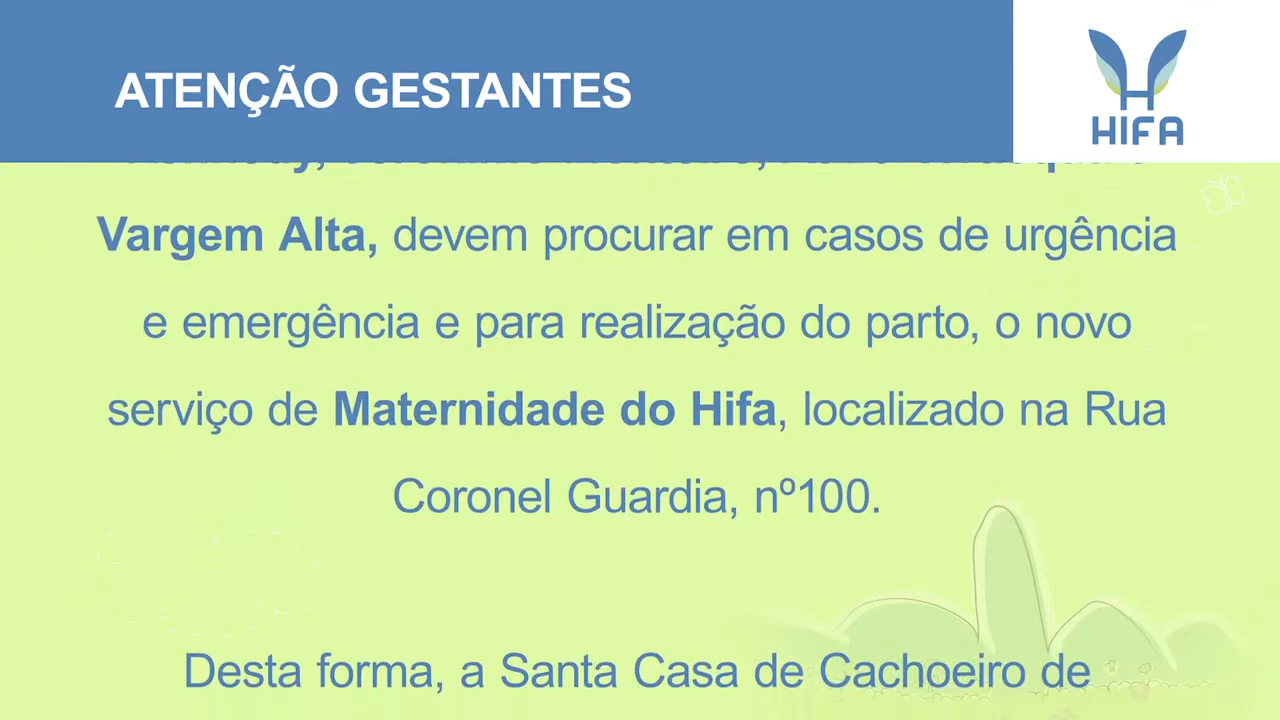 ATENÇÃO GESTANTES
HIFA
Vargem Alta, devem procurar em casos de urgência
e emergência e para realização do parto, o novo
serviço de Maternidade do Hifa, localizado na Rua
Coronel Guardia, nº100.
Desta forma, a Santa Casa de Cachoeiro de